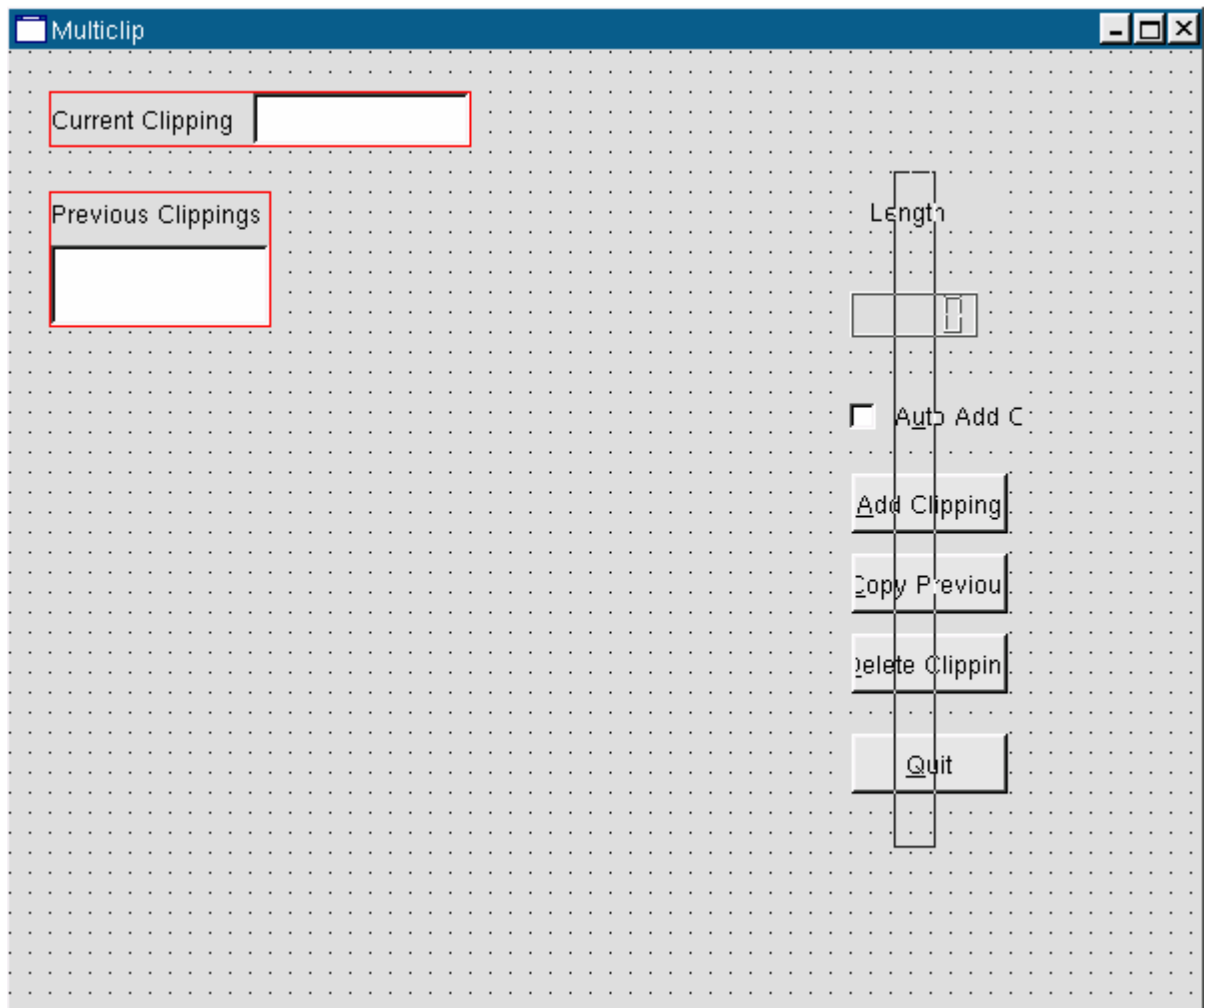 Multiclip
Current Clipping
Previous Clippings
Length
Auto Add C
Add Clipping
Copy Previou
Delete Clippin
Quit